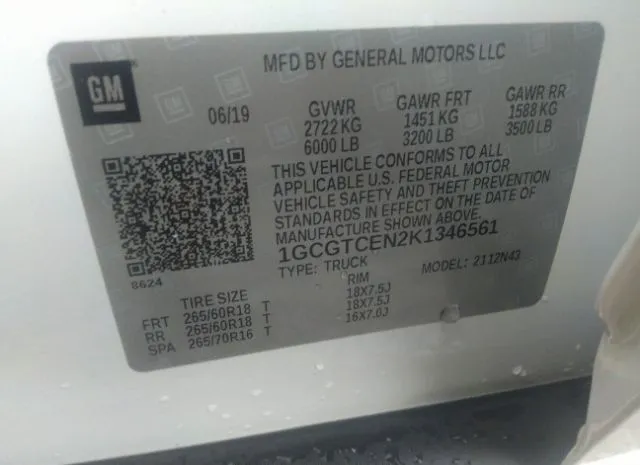 MFD BY GENERAL MOTORS LLC
GM
06/19 GVWR GAWR FRT GAWR RR
2722 KG 1451 KG 1588 KG
6000 LB 3200 LB 3500 LB
THIS VEHICLE CONFORMS TO ALL
APPLICABLE U.S. FEDERAL MOTOR
VEHICLE SAFETY AND THEFT PREVENTION
STANDARDS IN EFFECT ON THE DATE OF
MANUFACTURE SHOWN ABOVE.
1GCGTCEN2K1346561
TYPE: TRUCK MODEL: 2112N43
8624
TIRE SIZE RIM
FRT 265/60R18 T 18X7.5J
RR 265/60R18 T 18X7.5J
SPA 265/70R16 T 16X7.0J